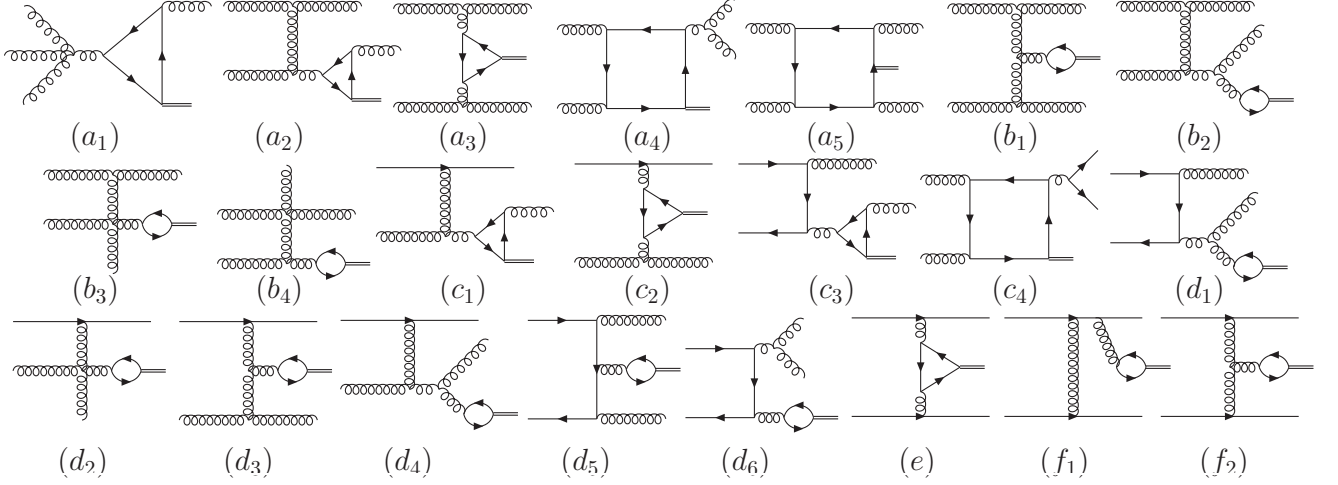 (a₁) (a₂) (a₃) (a₄) (a₅) (b₁) (b₂)
(b₃) (b₄) (c₁) (c₂) (c₃) (c₄) (d₁)
(d₂) (d₃) (d₄) (d₅) (d₆) (e) (f₁) (f₂)